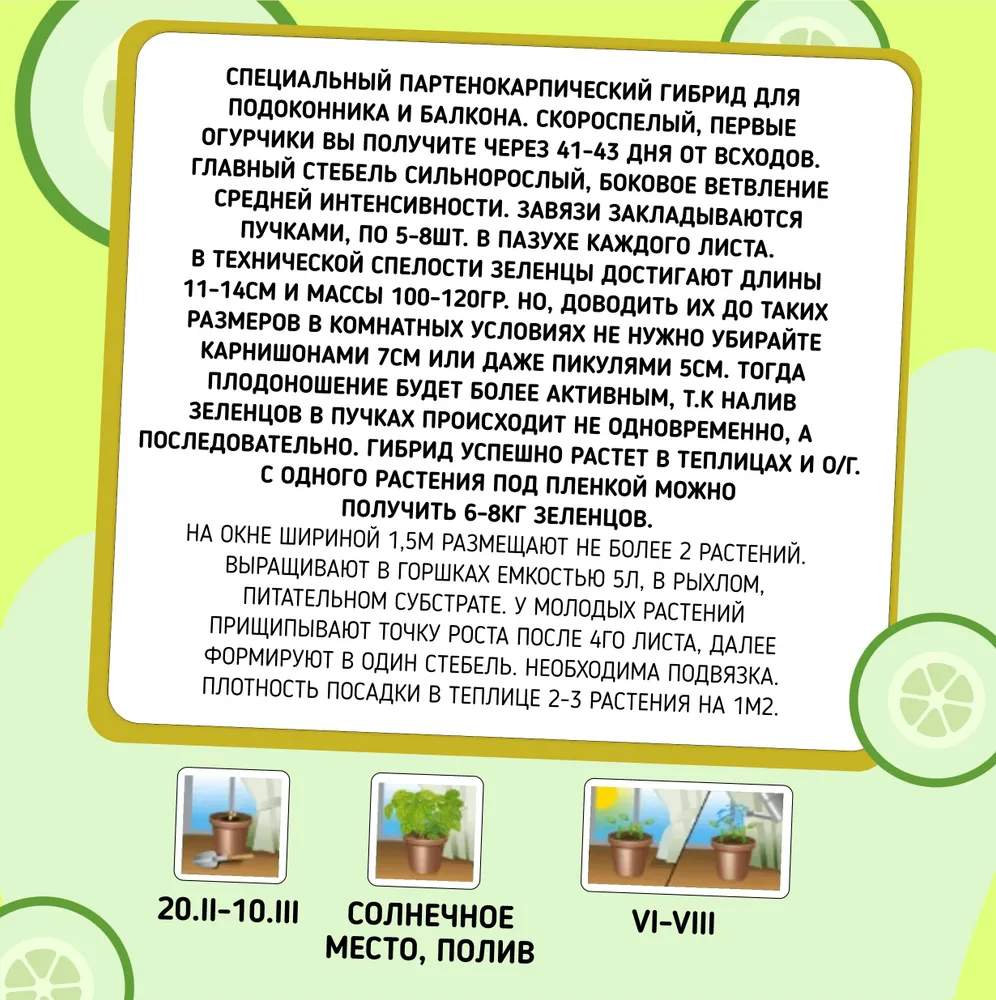 СПЕЦИАЛЬНЫЙ ПАРТЕНОКАРПИЧЕСКИЙ ГИБРИД ДЛЯ
ПОДОКОННИКА И БАЛКОНА. СКОРОСПЕЛЫЙ, ПЕРВЫЕ
ОГУРЧИКИ ВЫ ПОЛУЧИТЕ ЧЕРЕЗ 41-43 ДНЯ ОТ ВСХОДОВ.
ГЛАВНЫЙ СТЕБЕЛЬ СИЛЬНОРОСЛЫЙ, БОКОВОЕ ВЕТВЛЕНИЕ
СРЕДНЕЙ ИНТЕНСИВНОСТИ. ЗАВЯЗИ ЗАКЛАДЫВАЮТСЯ
ПУЧКАМИ, ПО 5-8ШТ. В ПАЗУХЕ КАЖДОГО ЛИСТА.
В ТЕХНИЧЕСКОЙ СПЕЛОСТИ ЗЕЛЕНЦЫ ДОСТИГАЮТ ДЛИНЫ
11-14СМ И МАССЫ 100-120ГР. НО, ДОВОДИТЬ ИХ ДО ТАКИХ
РАЗМЕРОВ В КОМНАТНЫХ УСЛОВИЯХ НЕ НУЖНО УБИРАЙТЕ
КАРНИШОНАМИ 7СМ ИЛИ ДАЖЕ ПИКУЛЯМИ 5СМ. ТОГДА
ПЛОДОНОШЕНИЕ БУДЕТ БОЛЕЕ АКТИВНЫМ, Т.К НАЛИВ
ЗЕЛЕНЦОВ В ПУЧКАХ ПРОИСХОДИТ НЕ ОДНОВРЕМЕННО, А
ПОСЛЕДОВАТЕЛЬНО. ГИБРИД УСПЕШНО РАСТЕТ В ТЕПЛИЦАХ И О/Г.
С ОДНОГО РАСТЕНИЯ ПОД ПЛЕНКОЙ МОЖНО
ПОЛУЧИТЬ 6-8КГ ЗЕЛЕНЦОВ.
НА ОКНЕ ШИРИНОЙ 1,5М РАЗМЕЩАЮТ НЕ БОЛЕЕ 2 РАСТЕНИЙ.
ВЫРАЩИВАЮТ В ГОРШКАХ ЕМКОСТЬЮ 5Л, В РЫХЛОМ,
ПИТАТЕЛЬНОМ СУБСТРАТЕ. У МОЛОДЫХ РАСТЕНИЙ
ПРИЩИПЫВАЮТ ТОЧКУ РОСТА ПОСЛЕ 4ГО ЛИСТА, ДАЛЕЕ
ФОРМИРУЮТ В ОДИН СТЕБЕЛЬ. НЕОБХОДИМА ПОДВЯЗКА.
ПЛОТНОСТЬ ПОСАДКИ В ТЕПЛИЦЕ 2-3 РАСТЕНИЯ НА 1М2.
20.II-10.III
СОЛНЕЧНОЕ
МЕСТО, ПОЛИВ
VI-VIII